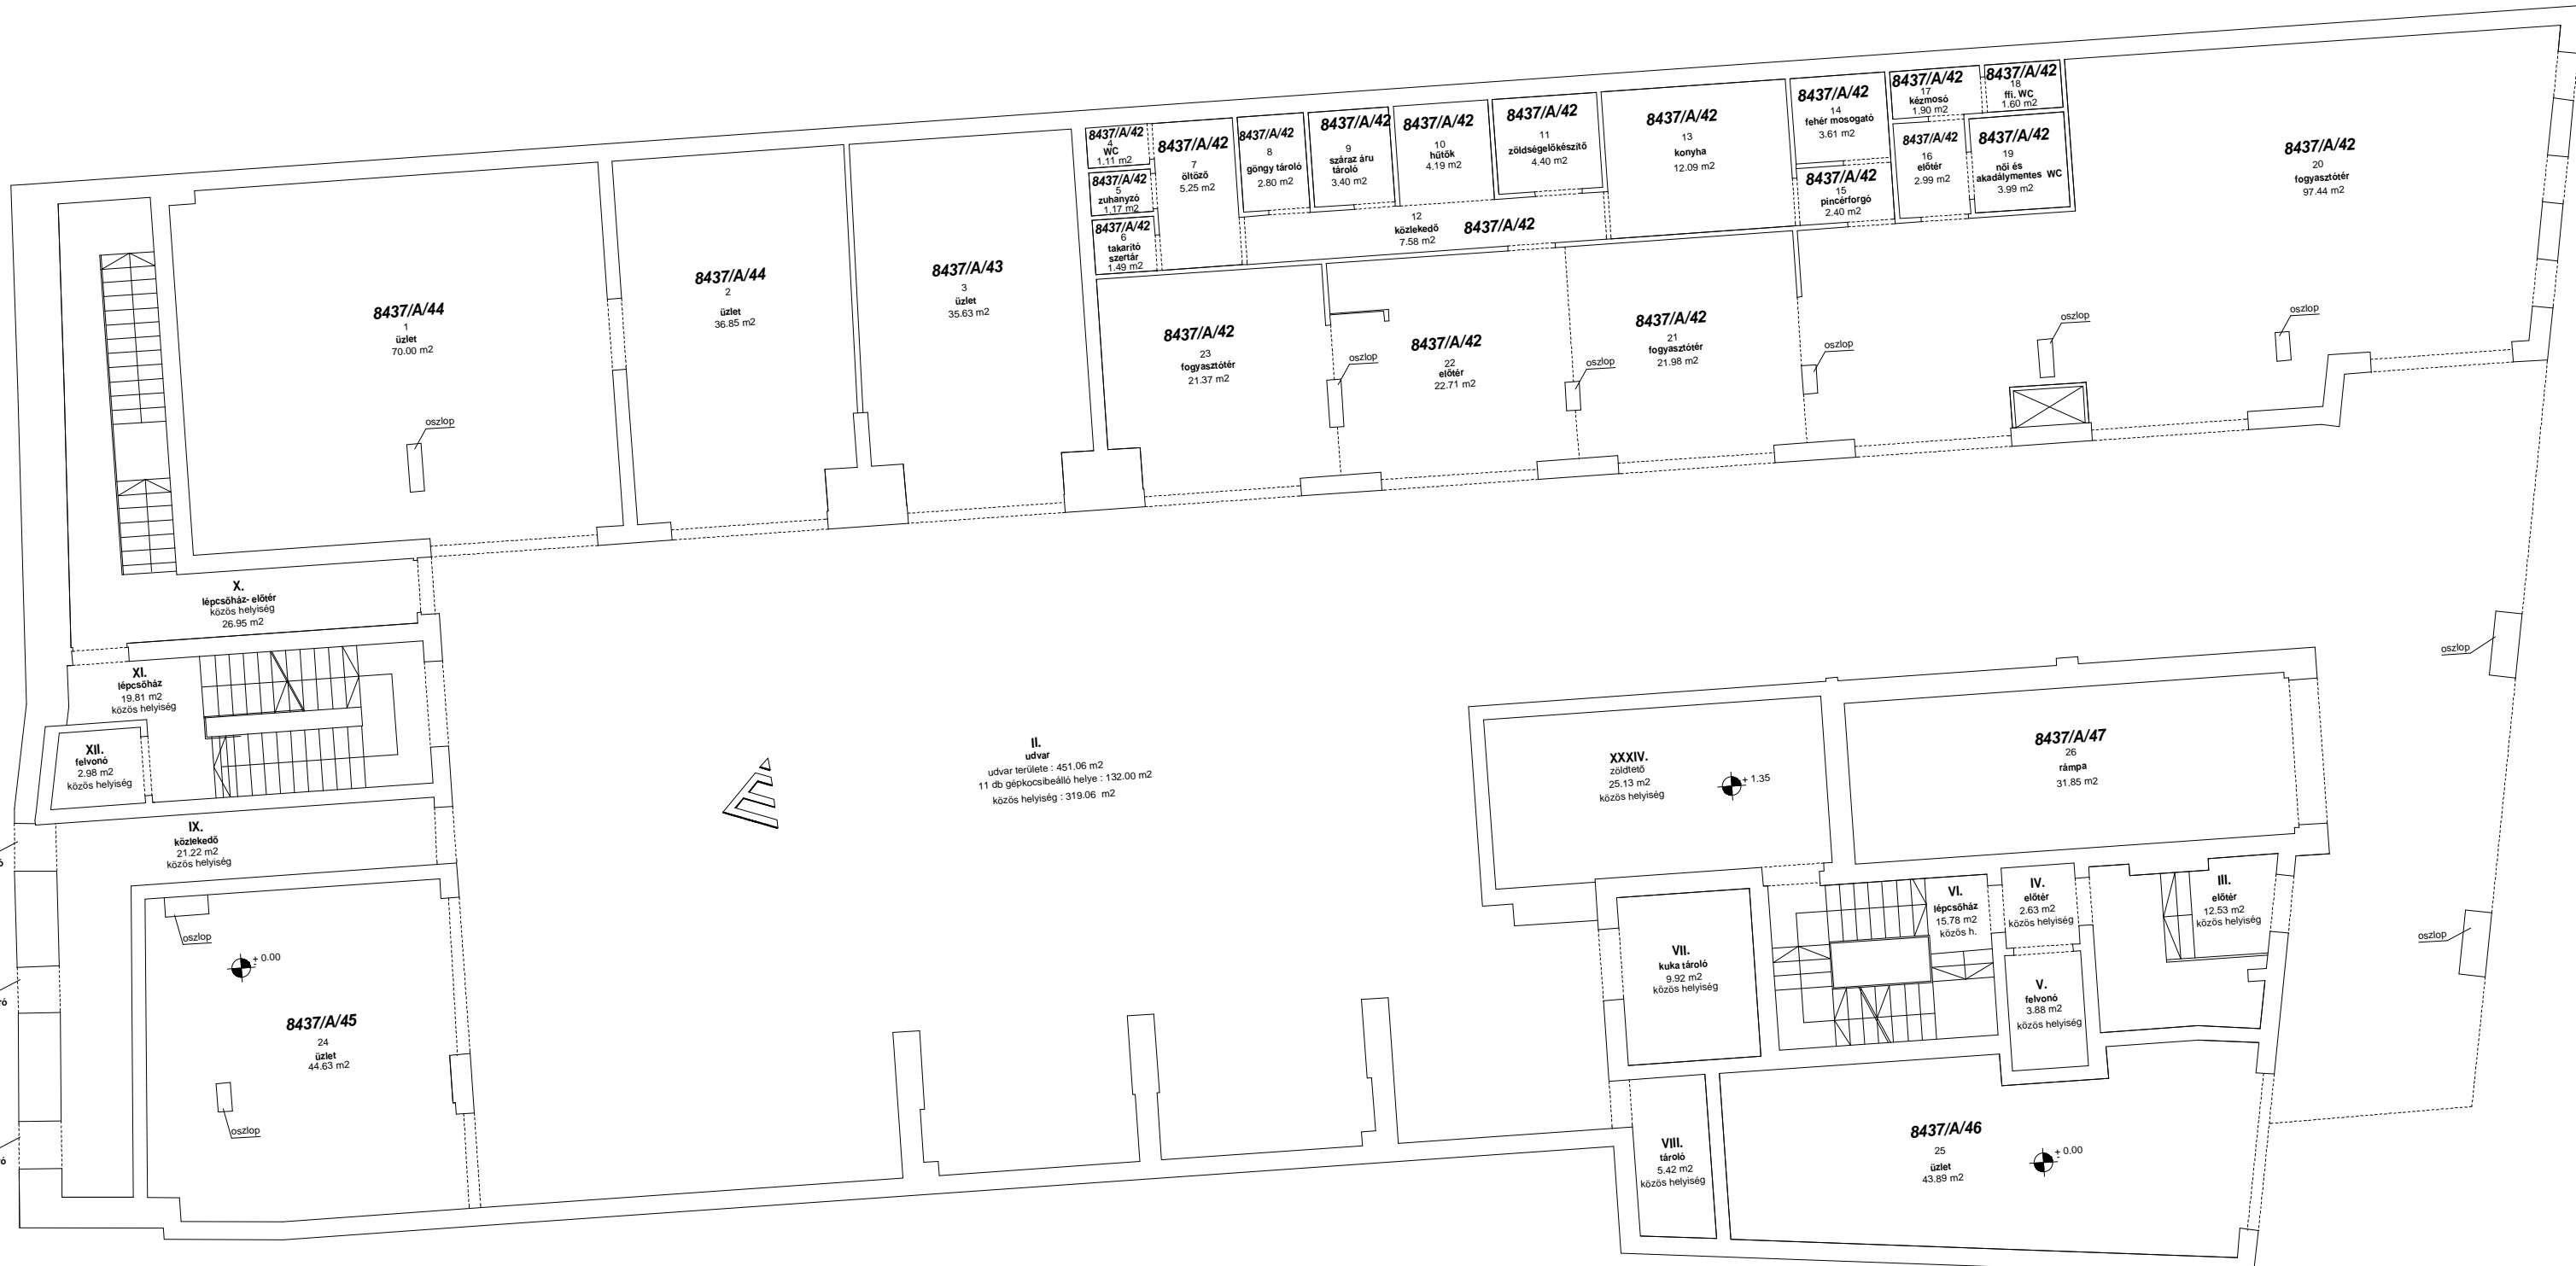 8437/A/44
1
üzlet
70.00 m2
oszlop
8437/A/44
2
üzlet
36.85 m2
8437/A/43
3
üzlet
35.63 m2
8437/A/42
4
WC
1.11 m2
8437/A/42
5
zuhanyzó
1.17 m2
8437/A/42
6
takarító
szertár
1.49 m2
8437/A/42
7
öltöző
5.25 m2
8437/A/42
8
göngy tároló
2.80 m2
8437/A/42
9
száraz áru
tároló
3.40 m2
8437/A/42
10
hűtők
4.19 m2
8437/A/42
11
zöldségelőkészítő
4.40 m2
12
közlekedő
7.58 m2
8437/A/42
8437/A/42
13
konyha
12.09 m2
8437/A/42
14
fehér mosogató
3.61 m2
8437/A/42
15
pincérforgó
2.40 m2
8437/A/42
17
kézmosó
1.90 m2
8437/A/42
18
ffi. WC
1.60 m2
8437/A/42
16
előtér
2.99 m2
8437/A/42
19
női és
akadálymentes WC
3.99 m2
8437/A/42
20
fogyasztótér
97.44 m2
8437/A/42
23
fogyasztótér
21.37 m2
oszlop
8437/A/42
22
előtér
22.71 m2
oszlop
8437/A/42
21
fogyasztótér
21.98 m2
oszlop
oszlop
oszlop
X.
lépcsőház- előtér
közös helyiség
26.95 m2
XI.
lépcsőház
19.81 m2
közös helyiség
XII.
felvonó
2.98 m2
közös helyiség
IX.
közlekedő
21.22 m2
közös helyiség
oszlop
+ 0.00
8437/A/45
24
üzlet
44.63 m2
oszlop
II.
udvar
udvar területe : 451.06 m2
11 db gépkocsibeálló helye : 132.00 m2
közös helyiség : 319.06 m2
XXXIV.
zöldtető
25.13 m2
közös helyiség
+ 1.35
8437/A/47
26
rámpa
31.85 m2
oszlop
oszlop
VII.
kuka tároló
9.92 m2
közös helyiség
VI.
lépcsőház
15.78 m2
közös h.
IV.
előtér
2.63 m2
közös helyiség
III.
előtér
12.53 m2
közös helyiség
V.
felvonó
3.88 m2
közös helyiség
VIII.
tároló
5.42 m2
közös helyiség
8437/A/46
25
üzlet
43.89 m2
+ 0.00